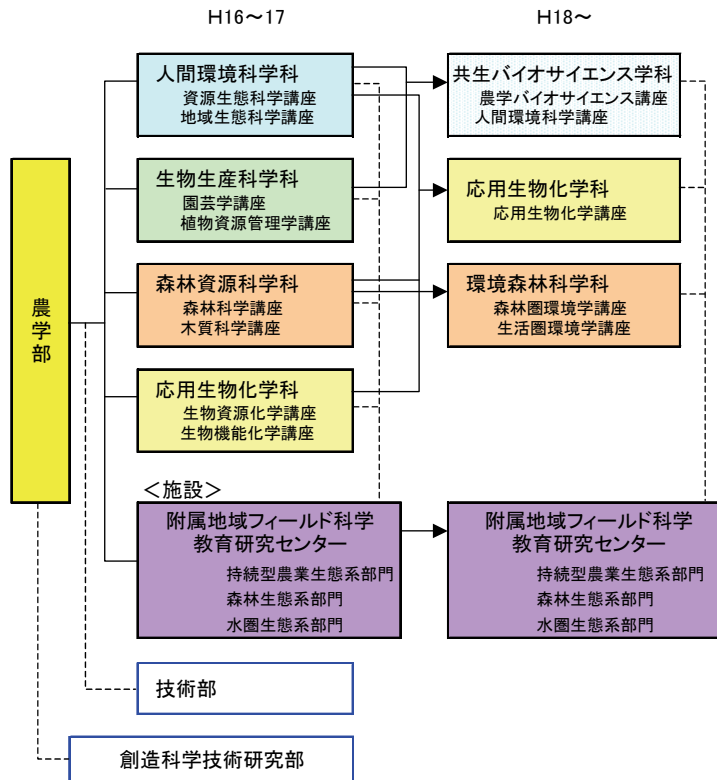 H16～17
H18～
農学部
人間環境科学科
資源生態科学講座
地域生態科学講座
生物生産科学科
園芸学講座
植物資源管理学講座
森林資源科学科
森林科学講座
木質科学講座
応用生物化学科
生物資源化学講座
生物機能化学講座
＜施設＞
附属地域フィールド科学
教育研究センター
持続型農業生態系部門
森林生態系部門
水圏生態系部門
技術部
創造科学技術研究部
共生バイオサイエンス学科
農学バイオサイエンス講座
人間環境科学講座
応用生物化学科
応用生物化学講座
環境森林科学科
森林圏環境学講座
生活圏環境学講座
附属地域フィールド科学
教育研究センター
持続型農業生態系部門
森林生態系部門
水圏生態系部門